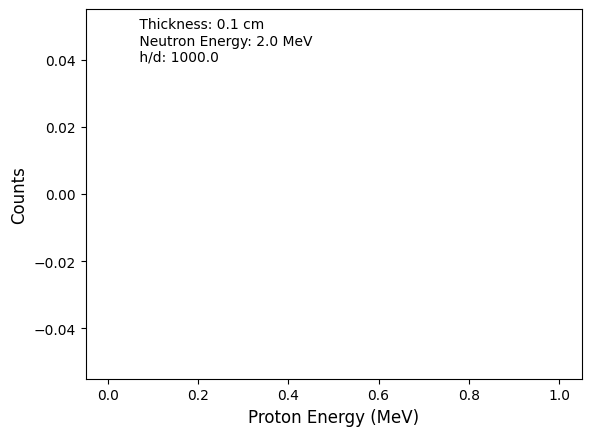 Thickness: 0.1 cm
Neutron Energy: 2.0 MeV
h/d: 1000.0
0.04
0.02
0.00
−0.02
−0.04
Counts
0.0 0.2 0.4 0.6 0.8 1.0
Proton Energy (MeV)